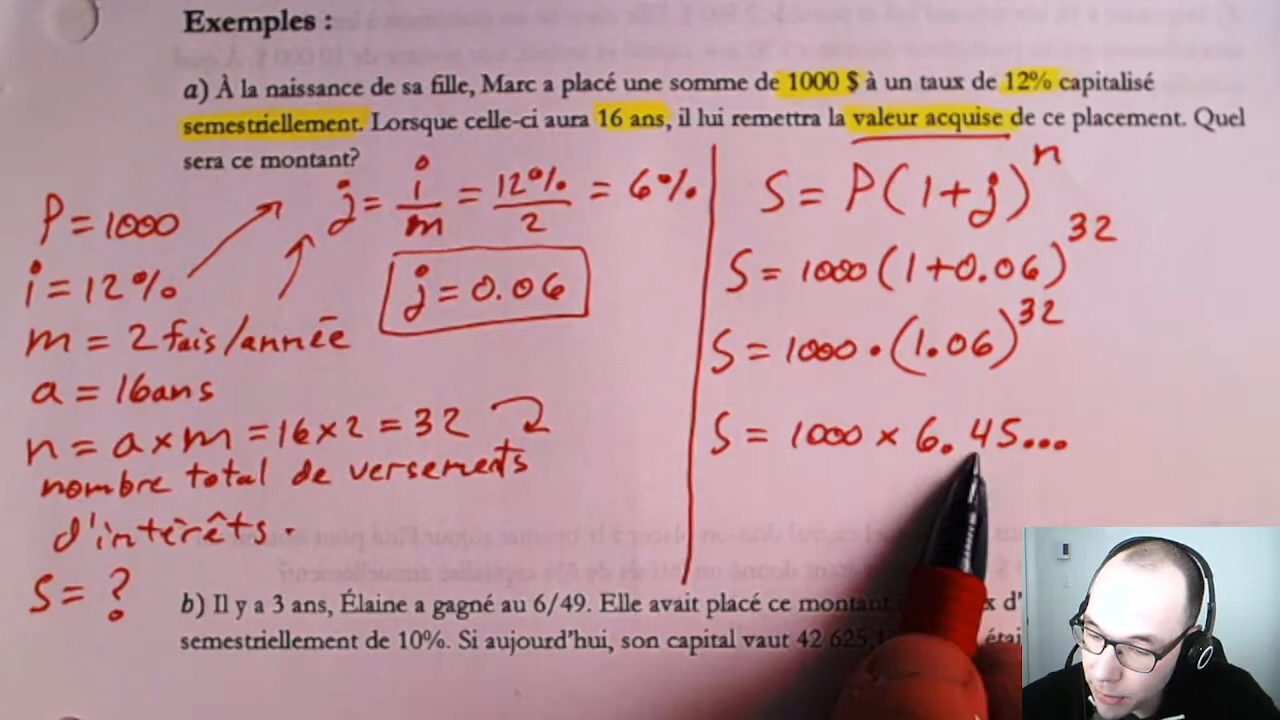 Exemples :
a) À la naissance de sa fille, Marc a placé une somme de 1000 $ à un taux de 12% capitalisé
semestriellement. Lorsque celle-ci aura 16 ans, il lui remettra la valeur acquise de ce placement. Quel
sera ce montant?
P = 1000
i = 12%
m = 2 fais/année
a = 16ans
n = a x m = 16 x 2 = 32
nombre total de versements
d'intérêts.
S = ?
j = i/m = 12%/2 = 6%
j = 0.06
S = P(1+j)^n
S = 1000(1+0.06)^32
S = 1000 • (1.06)^32
S = 1000 x 6.45...
b) Il y a 3 ans, Élaine a gagné au 6/49. Elle avait placé ce montant
semestriellement de 10%. Si aujourd'hui, son capital vaut 42 625,